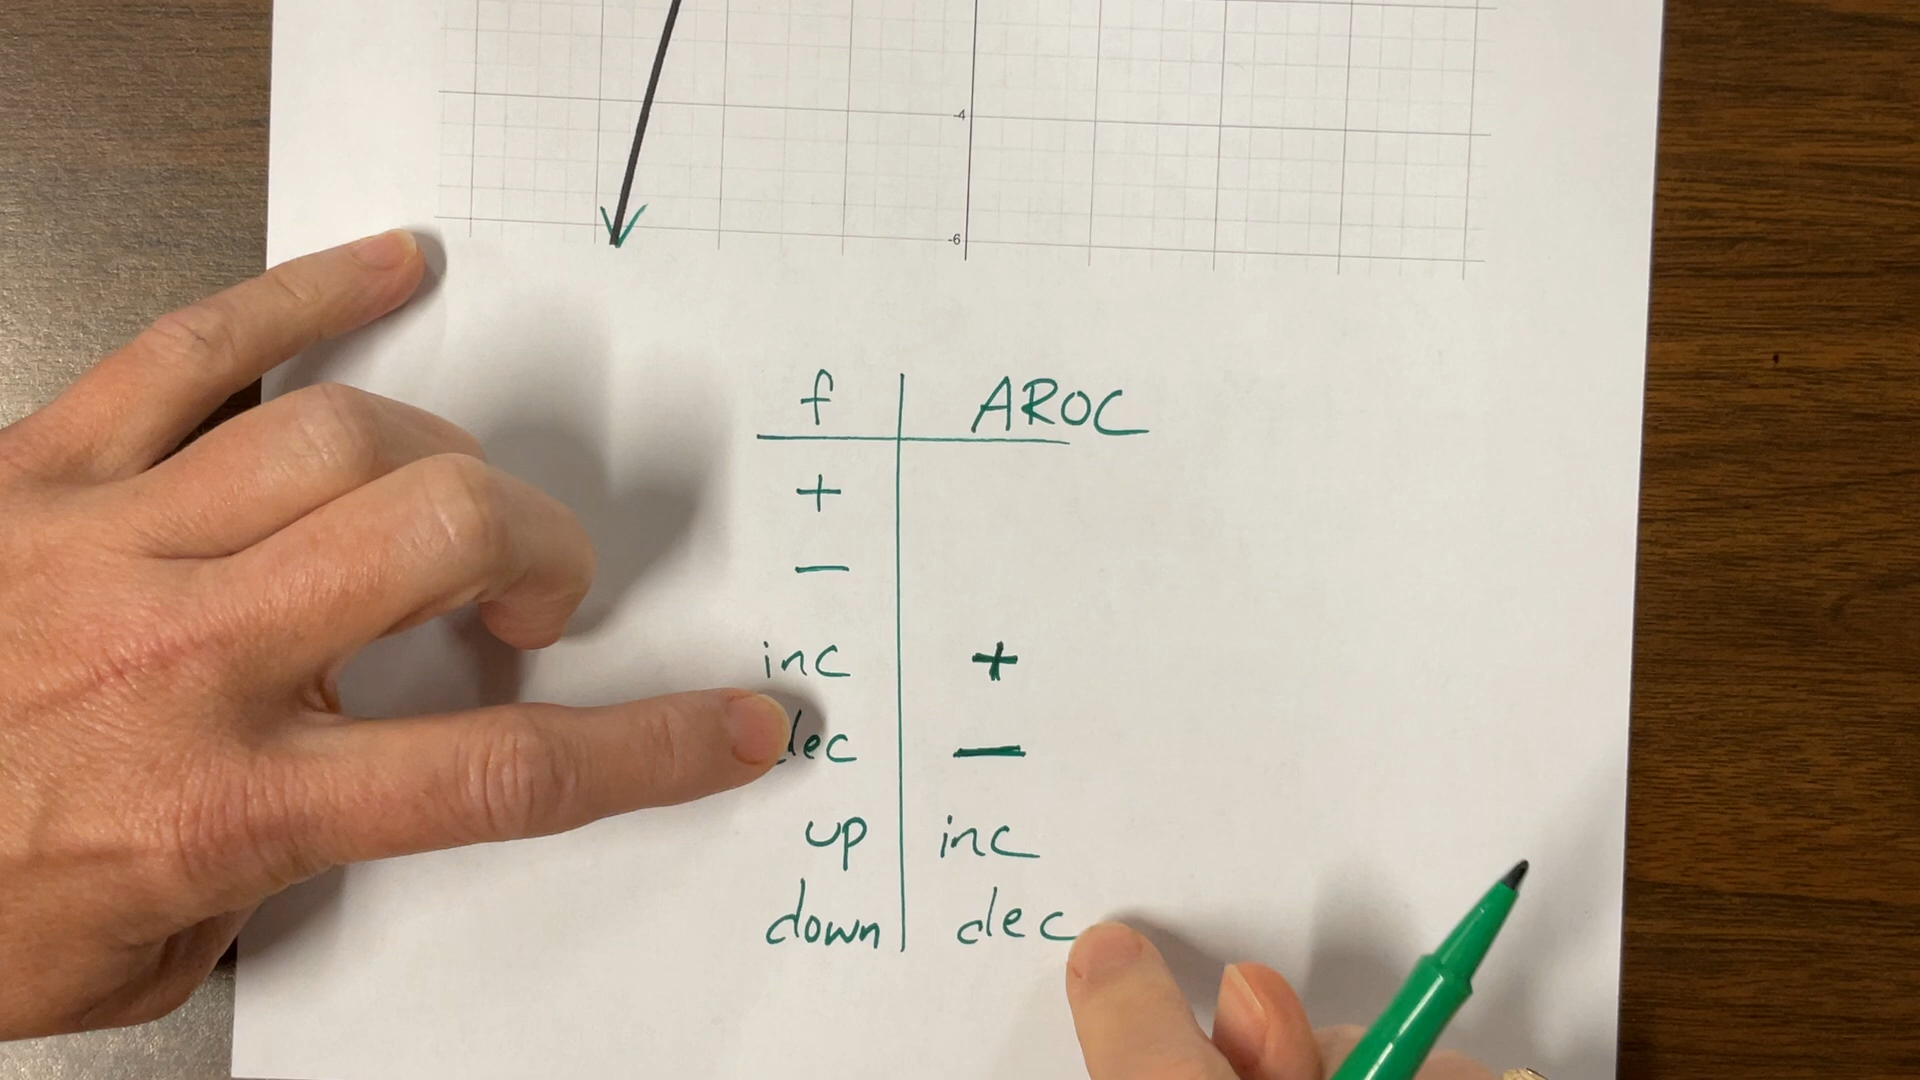 -4
-6
f AROC
+
−
inc +
dec −
up inc
down dec